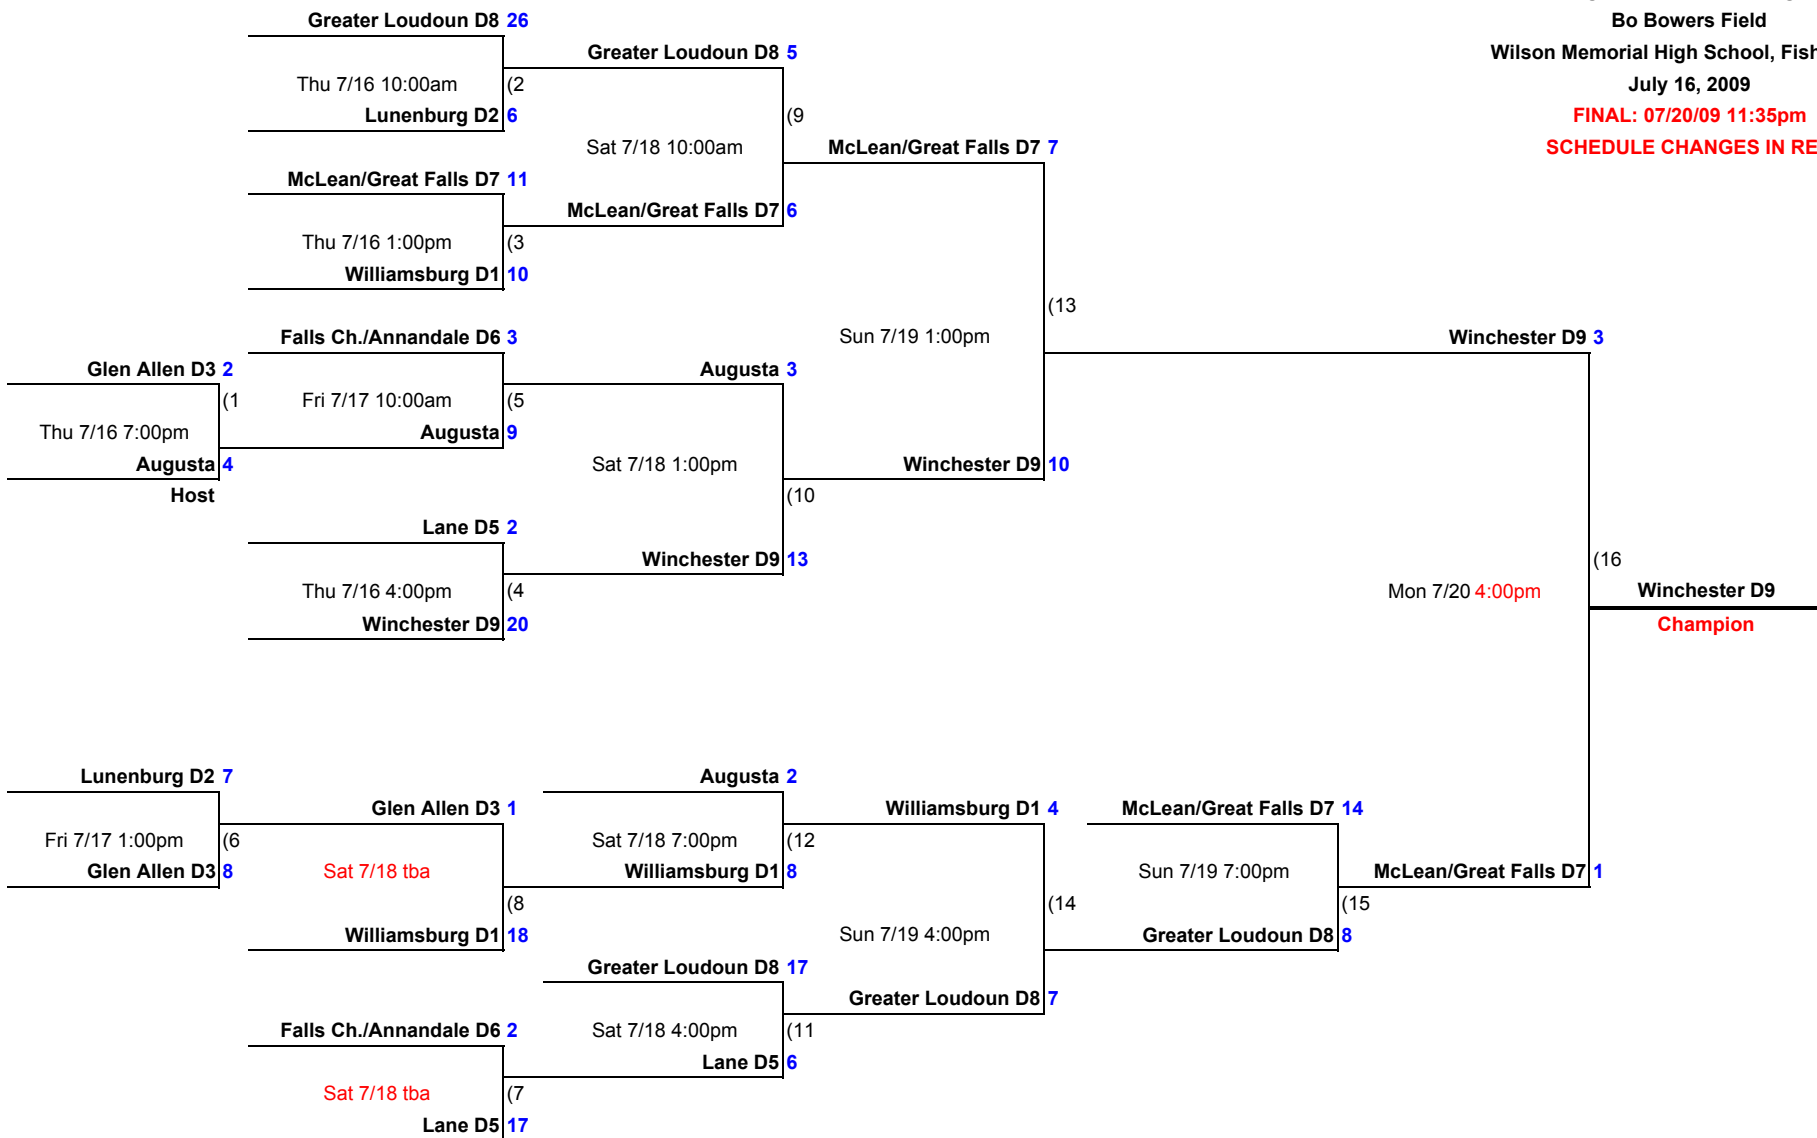 Bo Bowers Field
Wilson Memorial High School, Fish
July 16, 2009
FINAL: 07/20/09 11:35pm
SCHEDULE CHANGES IN RE
Greater Loudoun D8 26
Thu 7/16 10:00am (2
Lunenburg D2 6
Greater Loudoun D8 5
Sat 7/18 10:00am (9
McLean/Great Falls D7 6
McLean/Great Falls D7 11
Thu 7/16 1:00pm (3
Williamsburg D1 10
McLean/Great Falls D7 7
Sun 7/19 1:00pm (13
Winchester D9 10
Falls Ch./Annandale D6 3
Fri 7/17 10:00am (5
Augusta 9
Glen Allen D3 2
(1
Thu 7/16 7:00pm
Augusta 4
Host
Augusta 3
Sat 7/18 1:00pm
(10
Winchester D9 13
Lane D5 2
Thu 7/16 4:00pm (4
Winchester D9 20
Winchester D9 3
(16
Mon 7/20 4:00pm
Winchester D9
Champion
Lunenburg D2 7
Fri 7/17 1:00pm (6
Glen Allen D3 8
Glen Allen D3 1
Sat 7/18 tba
(8
Williamsburg D1 18
Augusta 2
Sat 7/18 7:00pm (12
Williamsburg D1 8
Williamsburg D1 4
(14
Sun 7/19 4:00pm
Greater Loudoun D8 7
McLean/Great Falls D7 14
Sun 7/19 7:00pm
(15
Greater Loudoun D8 8
McLean/Great Falls D7 1
Greater Loudoun D8 17
Sat 7/18 4:00pm (11
Lane D5 6
Falls Ch./Annandale D6 2
Sat 7/18 tba (7
Lane D5 17